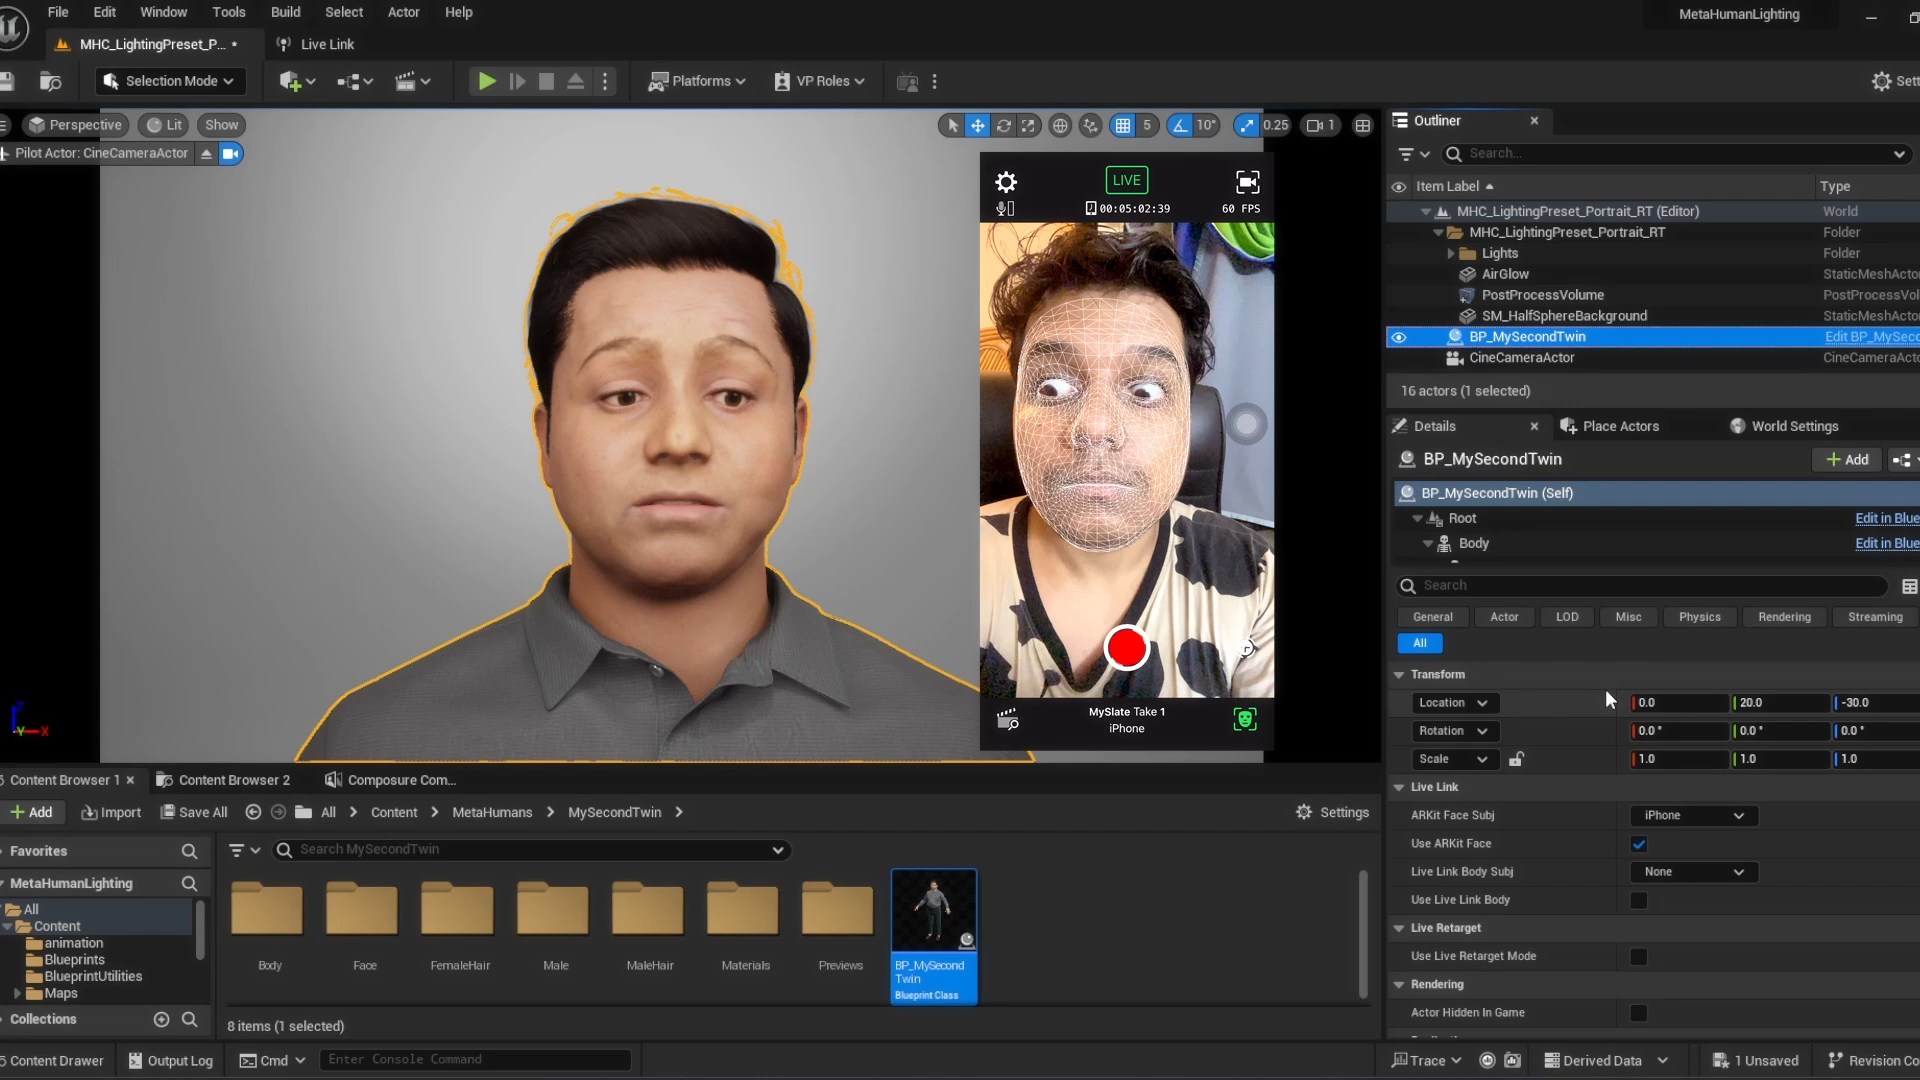 File Edit Window Tools Build Select Actor Help
MetaHumanLighting
MHC_LightingPreset_P... •
Live Link
Selection Mode
Platforms
VP Roles
Perspective
Lit
Show
5
10°
0.25
1
Pilot Actor: CineCameraActor
LIVE
00:05:02:39
60 FPS
MySlate Take 1
iPhone
Z
Y
X
Outliner
Search...
Item Label
Type
MHC_LightingPreset_Portrait_RT (Editor)
World
MHC_LightingPreset_Portrait_RT
Folder
Lights
Folder
AirGlow
StaticMeshActo
PostProcessVolume
PostProcessVol
SM_HalfSphereBackground
StaticMeshActo
BP_MySecondTwin
Edit BP_MySeco
CineCameraActor
CineCameraActo
16 actors (1 selected)
Details
Place Actors
World Settings
BP_MySecondTwin
Add
BP_MySecondTwin (Self)
Root
Edit in Blue
Body
Edit in Blue
Search
General
Actor
LOD
Misc
Physics
Rendering
Streaming
All
Transform
Location
0.0
20.0
-30.0
Rotation
0.0 °
0.0 °
0.0 °
Scale
1.0
1.0
1.0
Live Link
ARKit Face Subj
iPhone
Use ARKit Face
Live Link Body Subj
None
Use Live Link Body
Live Retarget
Use Live Retarget Mode
Rendering
Actor Hidden In Game
Content Browser 1
Content Browser 2
Composure Com...
Add
Import
Save All
All
Content
MetaHumans
MySecondTwin
Settings
Favorites
Search MySecondTwin
MetaHumanLighting
All
Content
animation
Blueprints
BlueprintUtilities
Maps
Collections
Body
Face
FemaleHair
Male
MaleHair
Materials
Previews
BP_MySecond
Twin
Blueprint Class
8 items (1 selected)
Content Drawer
Output Log
Cmd
Enter Console Command
Trace
Derived Data
1 Unsaved
Revision Co